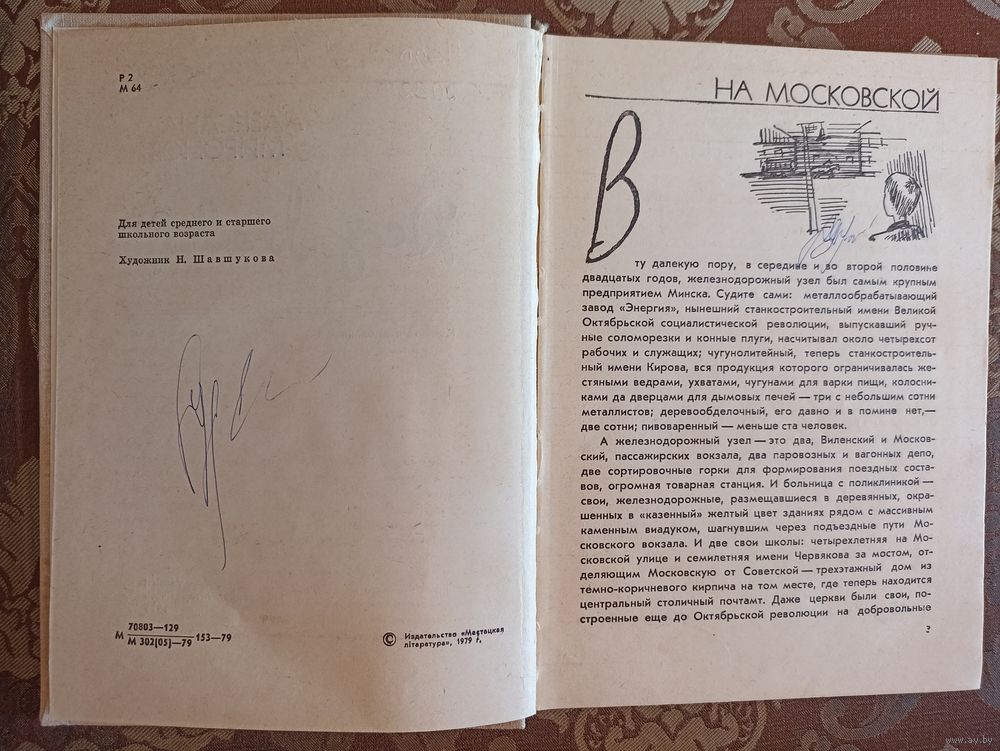 Р 2
М 64
Для детей среднего и старшего
школьного возраста
Художник Н. Шавшукова
70803—129
М ——— 153—79
М 302(05)—79
© Издательство «Мастацкая
література», 1979 г.
НА МОСКОВСКОЙ
В
ту далекую пору, в середине и во второй половине
двадцатых годов, железнодорожный узел был самым крупным
предприятием Минска. Судите сами: металлообрабатывающий
завод «Энергия», нынешний станкостроительный имени Великой
Октябрьской социалистической революции, выпускавший руч-
ные соломорезки и конные плуги, насчитывал около четырехсот
рабочих и служащих; чугунолитейный, теперь станкостроитель-
ный имени Кирова, вся продукция которого ограничивалась же-
стяными ведрами, ухватами, чугунами для варки пищи, колосни-
ками да дверцами для дымовых печей — три с небольшим сотни
металлистов; деревообделочный, его давно и в помине нет,—
две сотни; пивоваренный — меньше ста человек.
А железнодорожный узел — это два, Виленский и Москов-
ский, пассажирских вокзала, два паровозных и вагонных депо,
две сортировочные горки для формирования поездных соста-
вов, огромная товарная станция. И больница с поликлиникой —
свои, железнодорожные, размещавшиеся в деревянных, окра-
шенных в «казенный» желтый цвет зданиях рядом с массивным
каменным виадуком, шагнувшим через подъездные пути Мо-
сковского вокзала. И две свои школы: четырехлетняя на Мо-
сковской улице и семилетняя имени Червякова за мостом, от-
деляющим Московскую от Советской — трехэтажный дом из
темно-коричневого кирпича на том месте, где теперь находится
центральный столичный почтамт. Даже церкви были свои, по-
строенные еще до Октябрьской революции на добровольные
3
www.ay.by